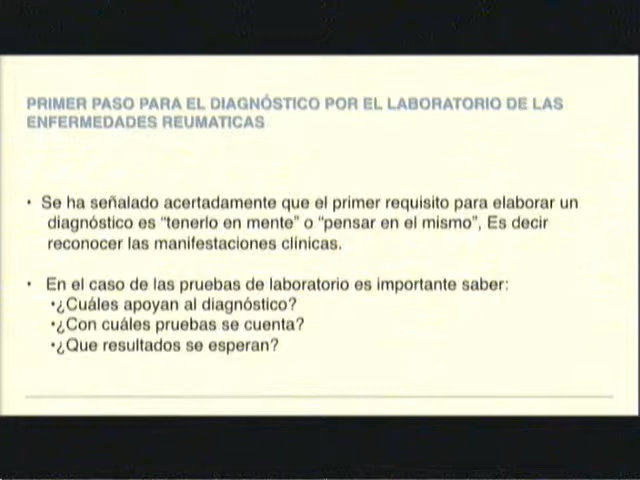 PRIMER PASO PARA EL DIAGNÓSTICO POR EL LABORATORIO DE LAS
ENFERMEDADES REUMATICAS
• Se ha señalado acertadamente que el primer requisito para elaborar un
diagnóstico es “tenerlo en mente” o “pensar en el mismo”, Es decir
reconocer las manifestaciones clínicas.
• En el caso de las pruebas de laboratorio es importante saber:
•¿Cuáles apoyan al diagnóstico?
•¿Con cuáles pruebas se cuenta?
•¿Que resultados se esperan?